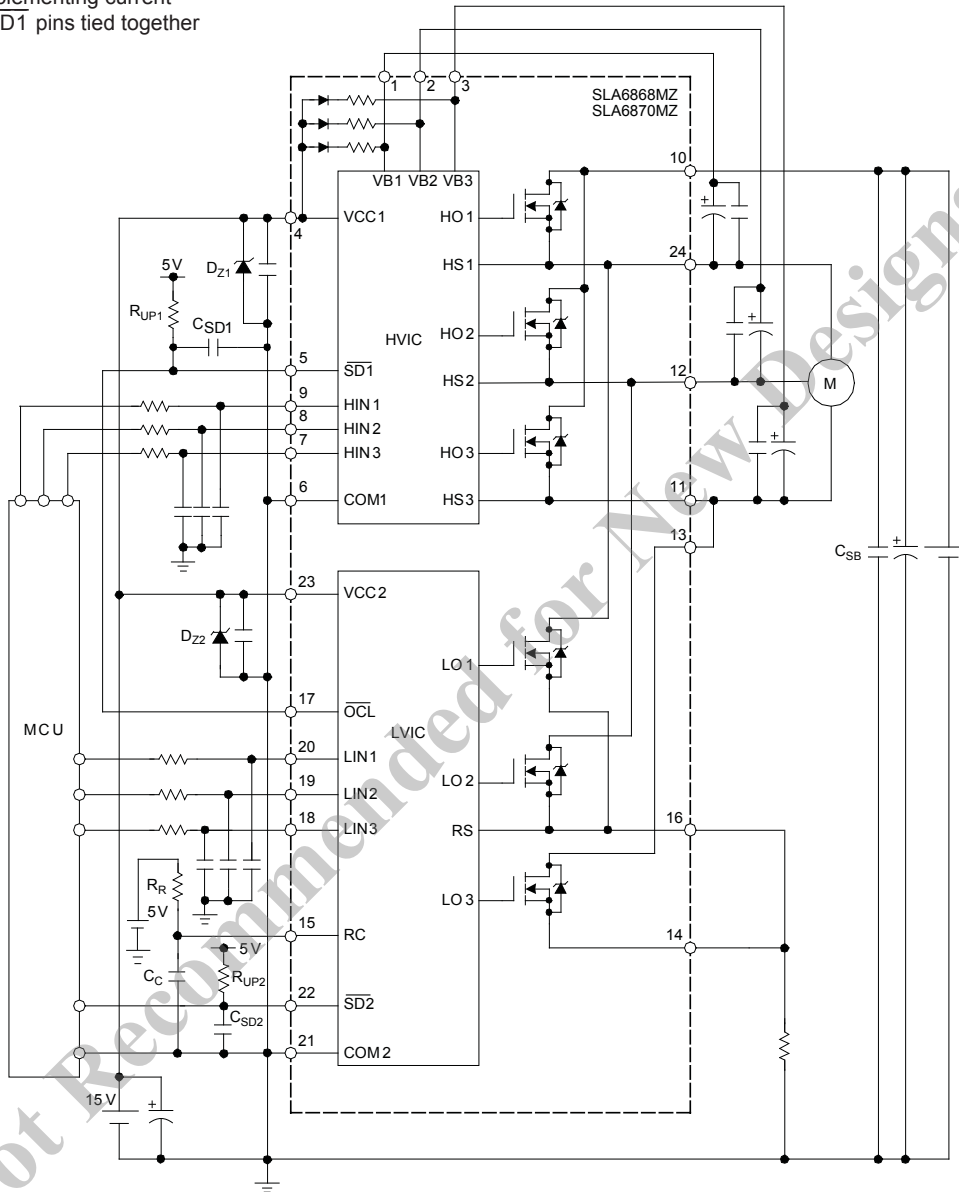 plementing current
D1 pins tied together
1 2 3
SLA6868MZ
SLA6870MZ
VB1 VB2 VB3
10
4
VCC1
HO1
24
HS1
5V
DZ1
RUP1
CSD1
HVIC
HO2
5
SD1
HS2
12
M
9
HIN1
8
HIN2
7
HIN3
HO3
6
COM1
HS3
11
13
CSB
23
VCC2
DZ2
LO1
17
OCL
MCU
LVIC
20
LIN1
19
LIN2
LO2
18
LIN3
RS
16
RR
5V
LO3
15
RC
14
5V
CC
RUP2
22
SD2
CSD2
21
COM2
15V
+
+
+
+
+
Not Recommended for New Designs